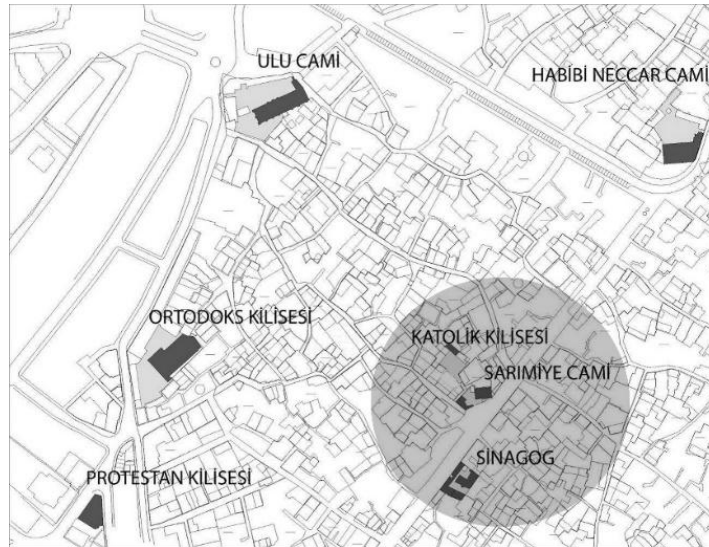 ULU CAMİ
HABİBİ NECCAR CAMİ
ORTODOKS KİLİSESİ
KATOLİK KİLİSESİ
SARIMİYE CAMİ
SİNAGOG
PROTESTAN KİLİSESİ